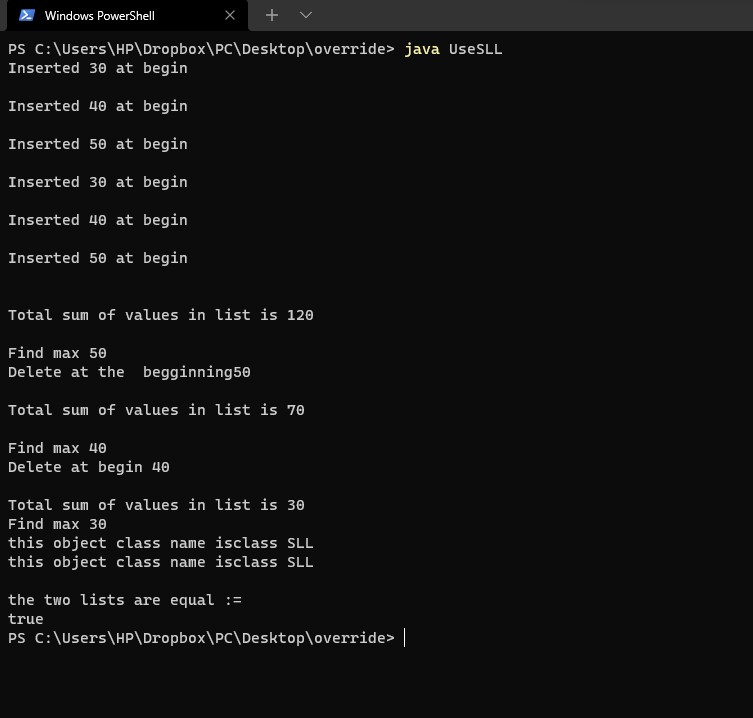 Windows PowerShell
PS C:\Users\HP\Dropbox\PC\Desktop\override> java UseSLL
Inserted 30 at begin
Inserted 40 at begin
Inserted 50 at begin
Inserted 30 at begin
Inserted 40 at begin
Inserted 50 at begin
Total sum of values in list is 120
Find max 50
Delete at the  begginning50
Total sum of values in list is 70
Find max 40
Delete at begin 40
Total sum of values in list is 30
Find max 30
this object class name isclass SLL
this object class name isclass SLL
the two lists are equal :=
true
PS C:\Users\HP\Dropbox\PC\Desktop\override>